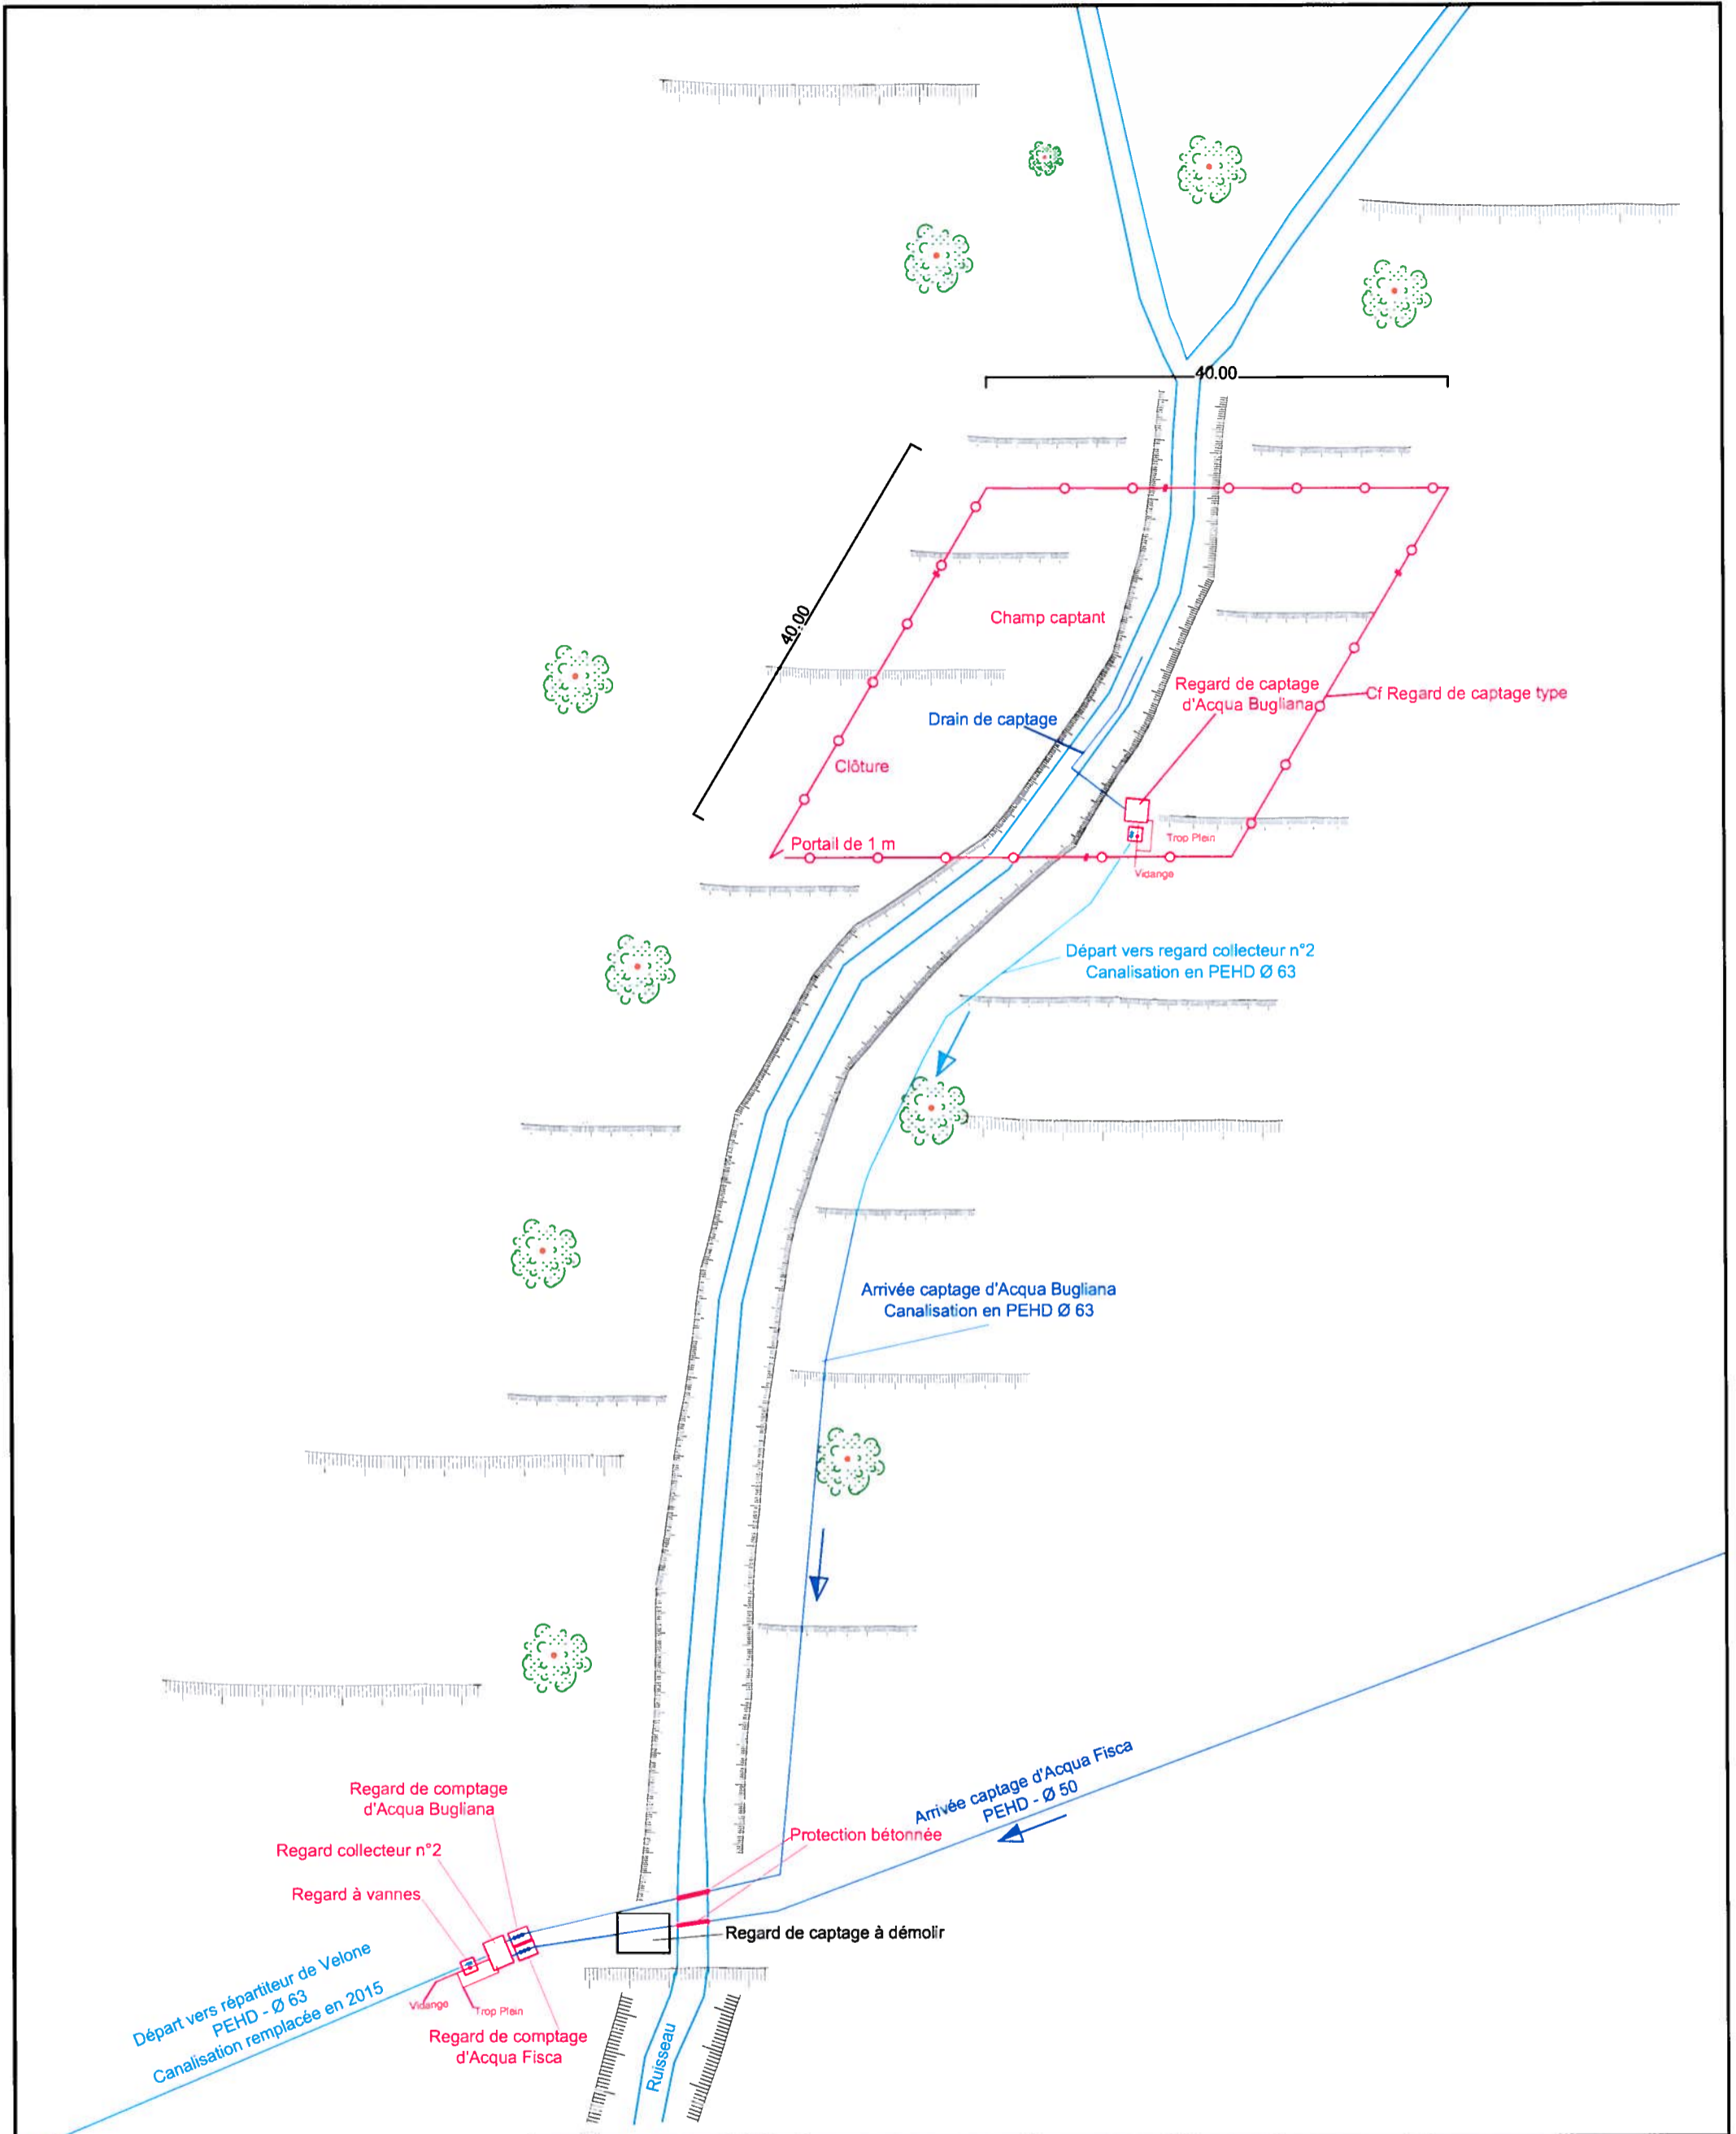 40.00
40.00
Champ captant
Regard de captage
d'Acqua Bugliana
Cf Regard de captage type
Drain de captage
Clôture
Portail de 1 m
Trop Plein
Vidange
Départ vers regard collecteur n°2
Canalisation en PEHD Ø 63
Arrivée captage d'Acqua Bugliana
Canalisation en PEHD Ø 63
Arrivée captage d'Acqua Fisca
PEHD - Ø 50
Regard de comptage
d'Acqua Bugliana
Protection bétonnée
Regard collecteur n°2
Regard à vannes
Regard de captage à démolir
Départ vers répartiteur de Velone
PEHD - Ø 63
Canalisation remplacée en 2015
Vidange
Trop Plein
Regard de comptage
d'Acqua Fisca
Ruisseau